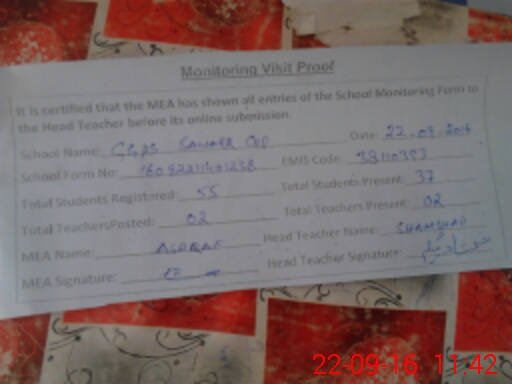 Monitoring Visit Proof
It is certified that the MEA has shown all entries of the School Monitoring Form to
the Head Teacher before its online submission.
School Name: GGPS Date: 22-09-2016
School Form No: EMIS Code:
Total Students Registered: 55 Total Students Present: 37
Total TeachersPosted: 02 Total Teachers Present: 02
MEA Name: ASHRAF Head Teacher Name: SHAMSHAD
MEA Signature: Head Teacher Signature:
22-09-16 11:42